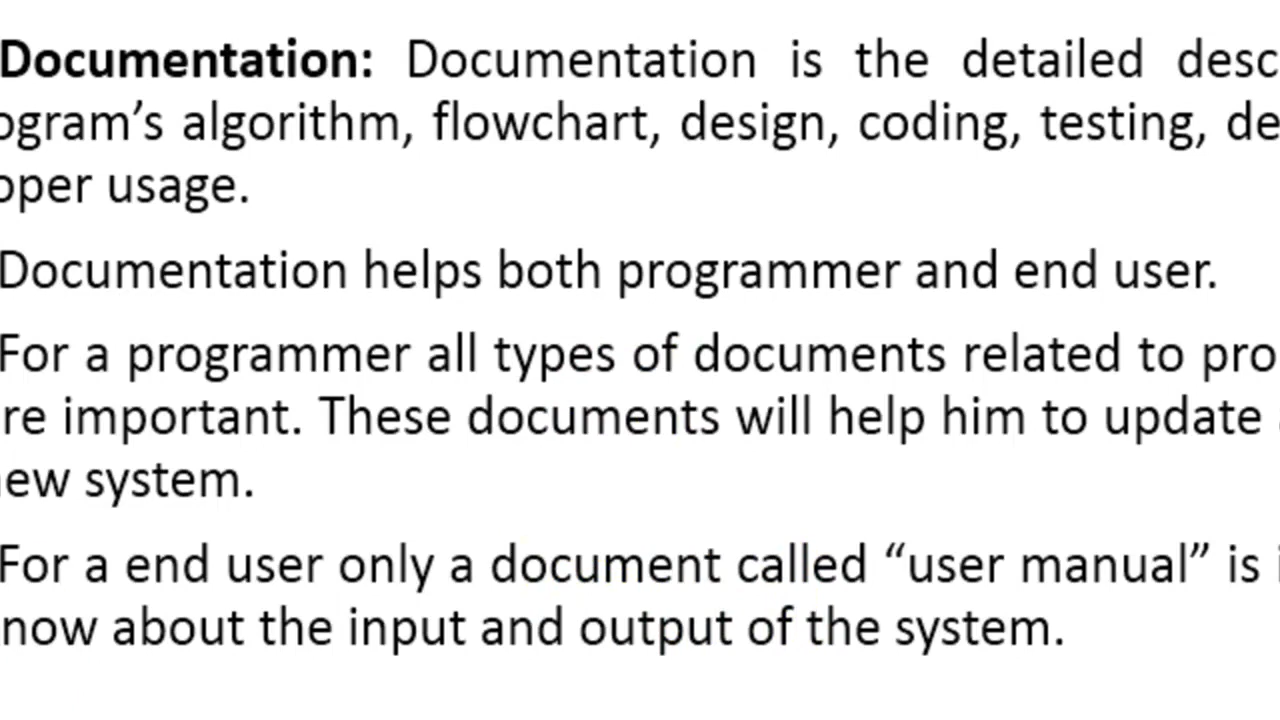 Documentation: Documentation is the detailed desc
ogram’s algorithm, flowchart, design, coding, testing, de
oper usage.
Documentation helps both programmer and end user.
For a programmer all types of documents related to pro
re important. These documents will help him to update
ew system.
For a end user only a document called “user manual” is
now about the input and output of the system.